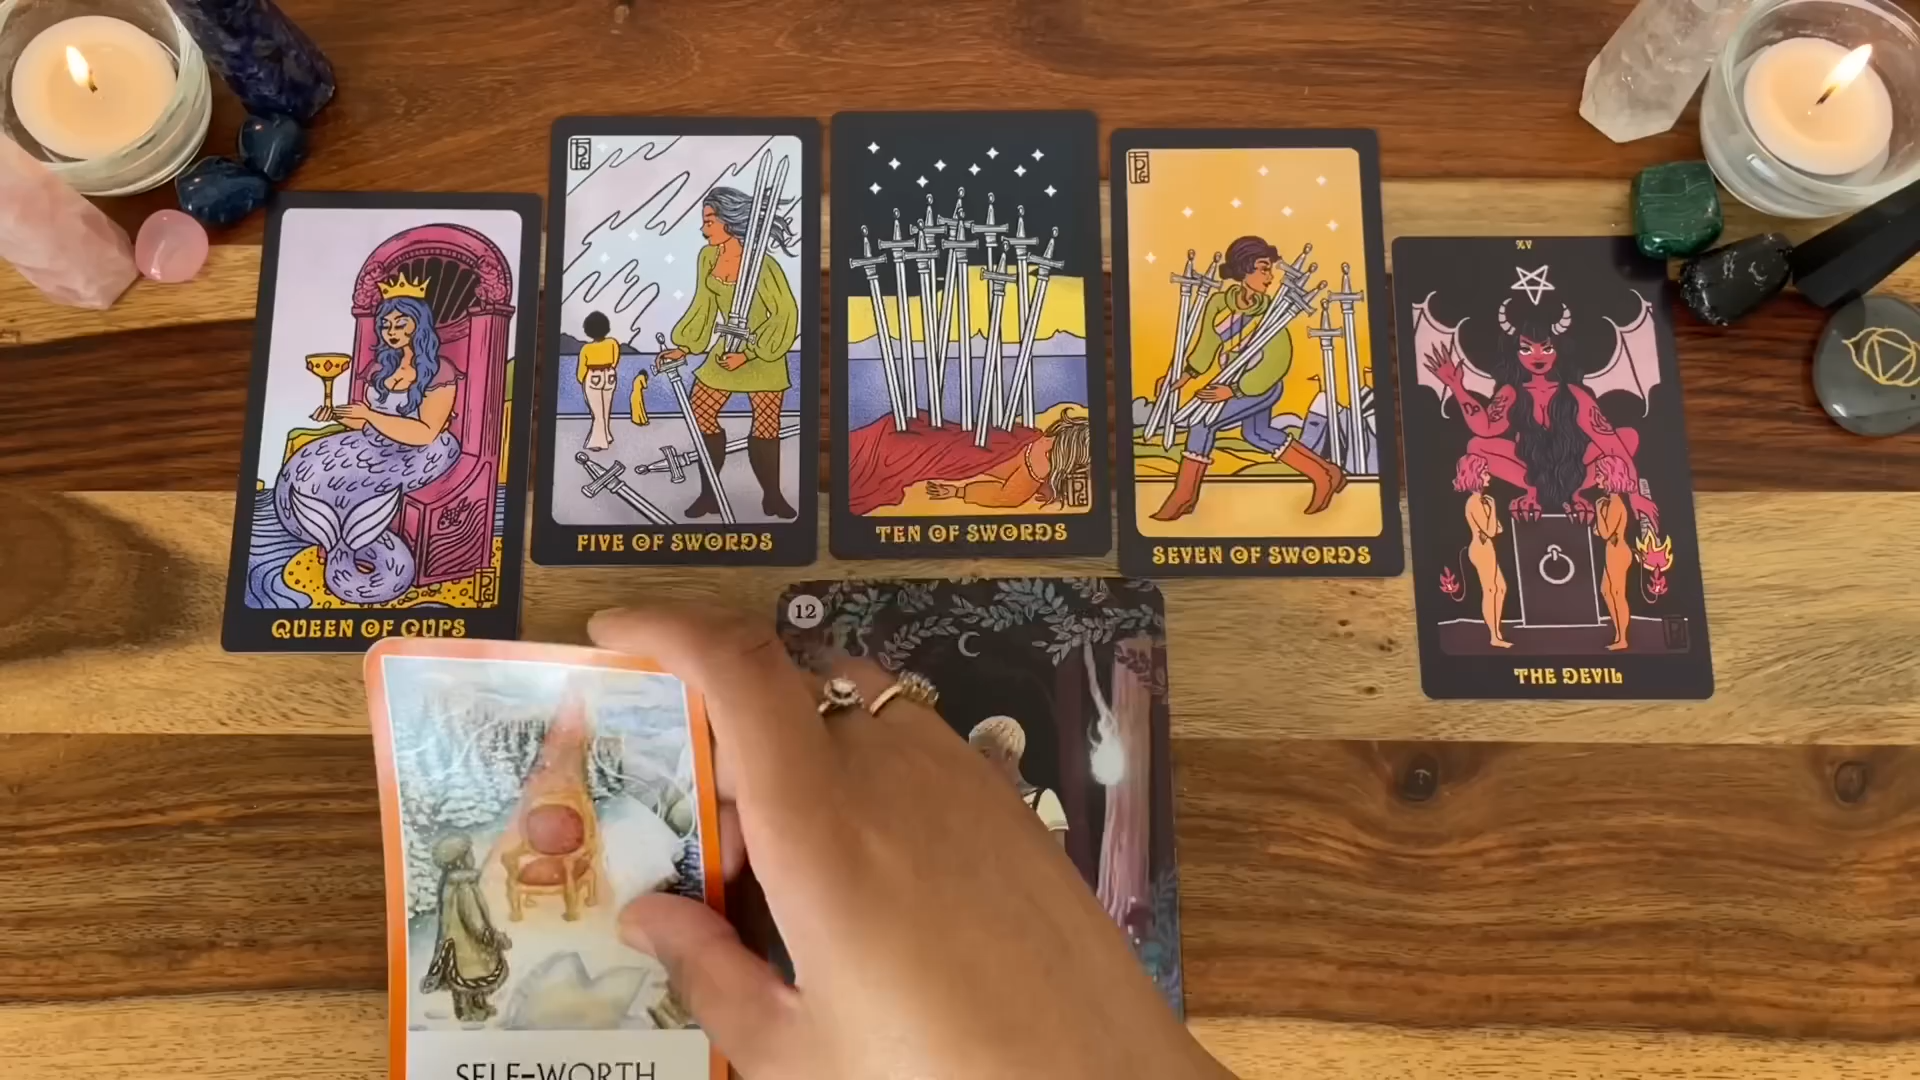 QUEEN OF CUPS
FIVE OF SWORDS
TEN OF SWORDS
SEVEN OF SWORDS
XV
THE DEVIL
12
SELF-WORTH